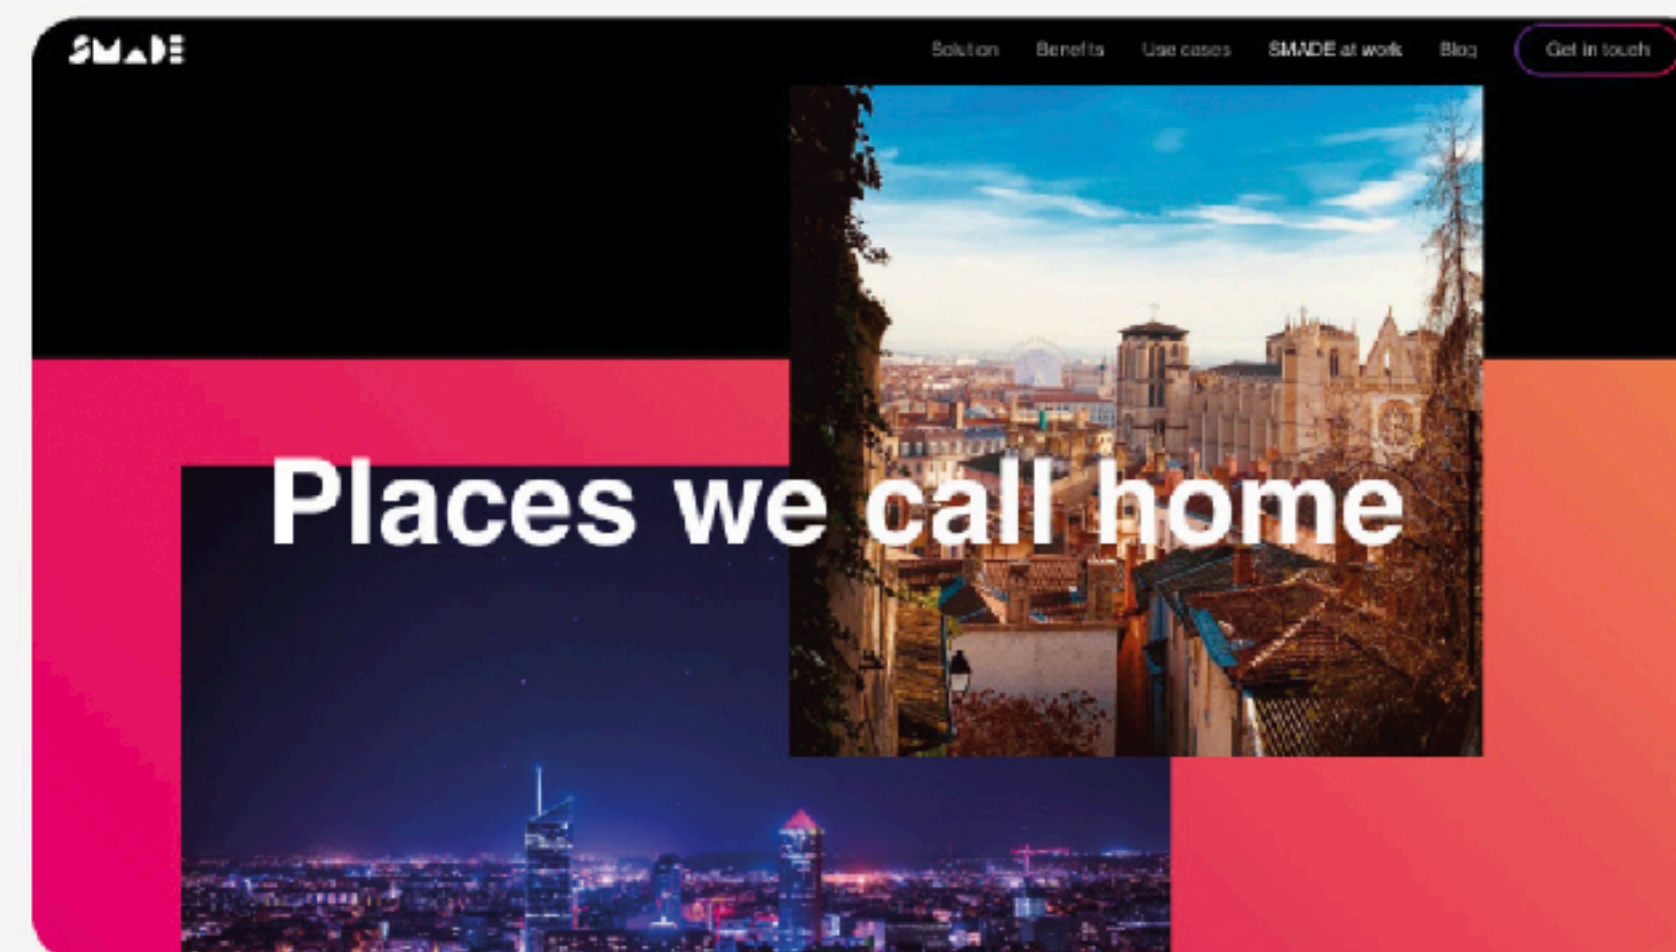 SMADE
Solution Benefits Use cases SMADE at work Blog Get in touch
Places we call home